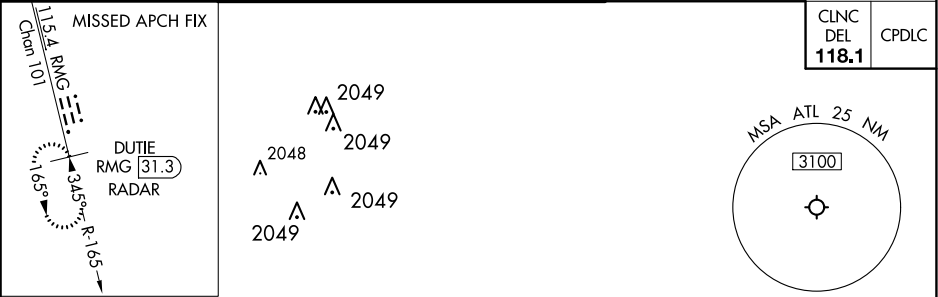 MISSED APCH FIX
115.4 RMG
Chan 101
DUTIE
RMG 31.3
RADAR
165°
345°
R-165
2049
2049
2048
2049
2049
CLNC
DEL
118.1
CPDLC
MSA ATL 25 NM
3100